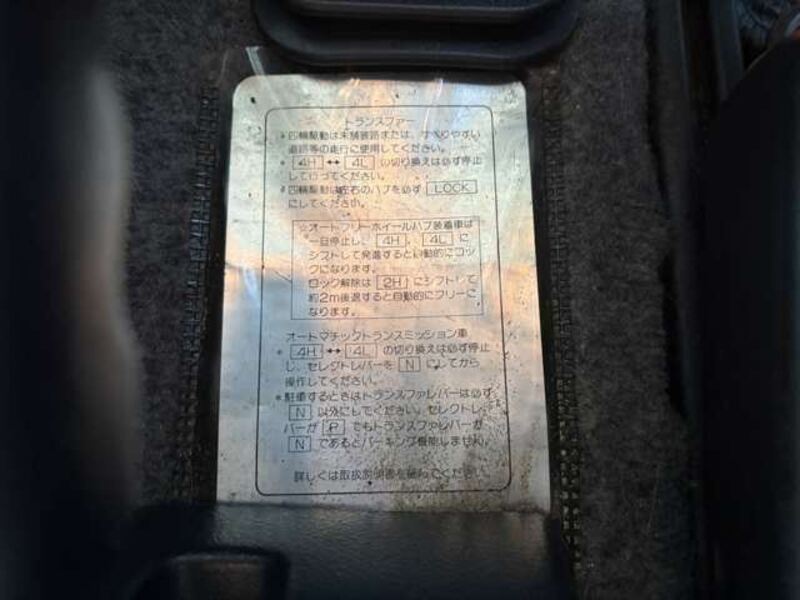 トランスファー
* 四輪駆動は未舗装路または、すべりやすい
道路等の走行に使用してください。
* 4H ↔ 4L の切り換えは必ず停止
して行ってください。
* 四輪駆動は左右のハブを必ず LOCK
にしてください。
☆オートフリーホイールハブ装着車は
一旦停止し、4H、4L に
シフトして発進すると自動的にロッ
クになります。
ロック解除は 2H にシフトして
約2m後退すると自動的にフリーに
なります。
オートマチックトランスミッション車
* 4H ↔ 4L の切り換えは必ず停止
し、セレクトレバーを N にしてから
操作してください。
* 駐車するときはトランスファレバーは必ず
N 以外にしてください。セレクトレ
バーが P でもトランスファレバーが
N であるとパーキング機能しません。
詳しくは取扱説明書を読んでください。